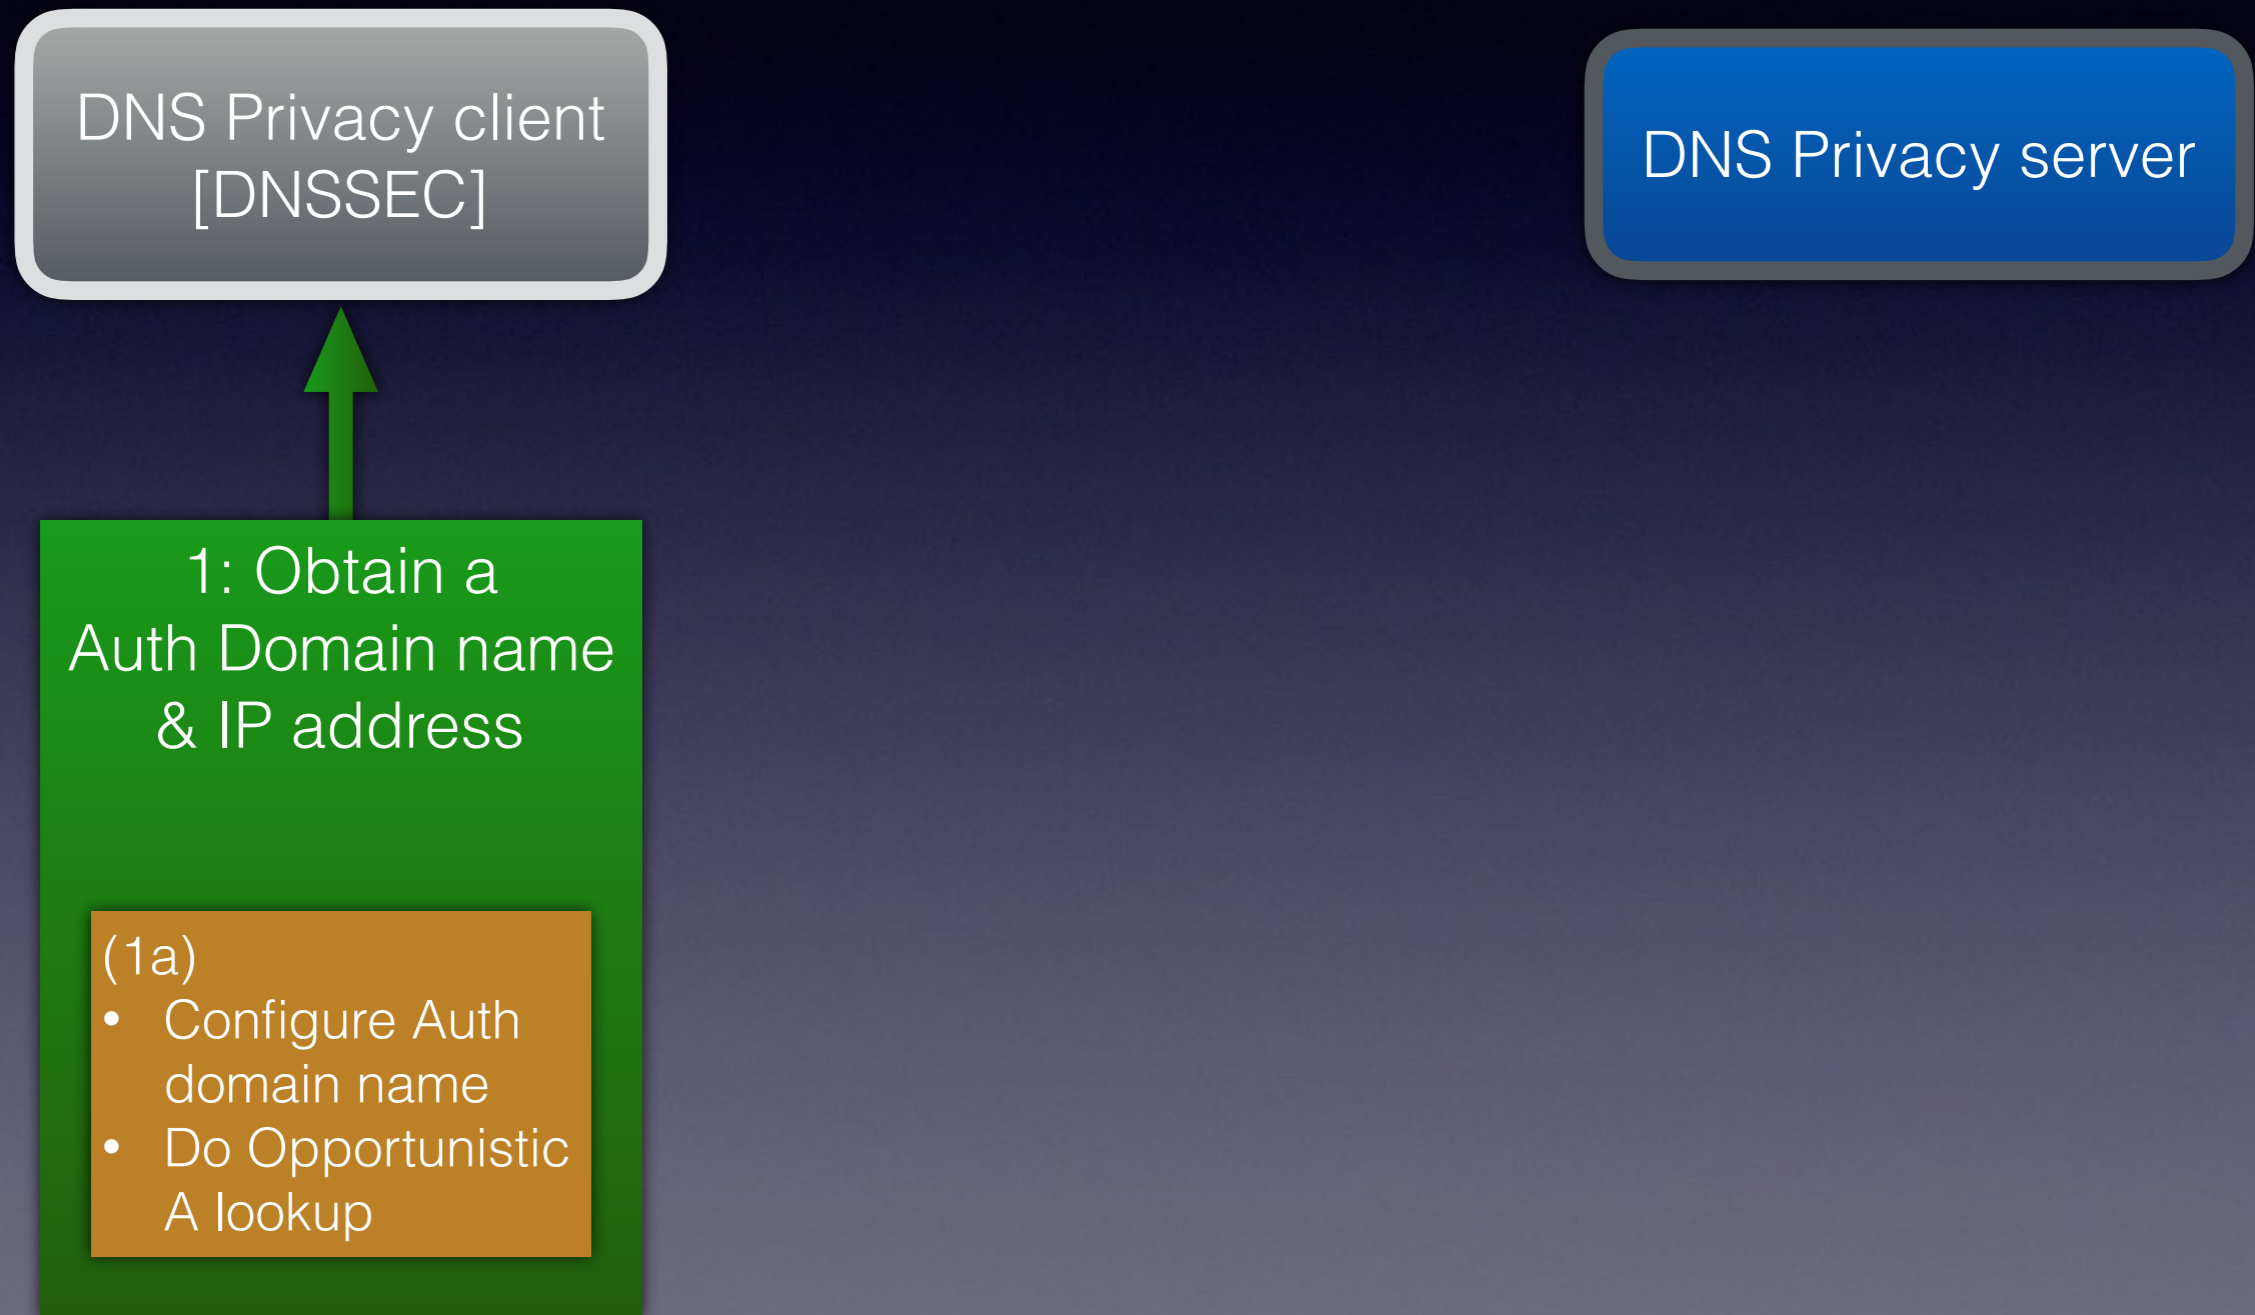 DNS Privacy client
[DNSSEC]
DNS Privacy server
1: Obtain a
Auth Domain name
& IP address
(1a)
• Configure Auth
domain name
• Do Opportunistic
A lookup